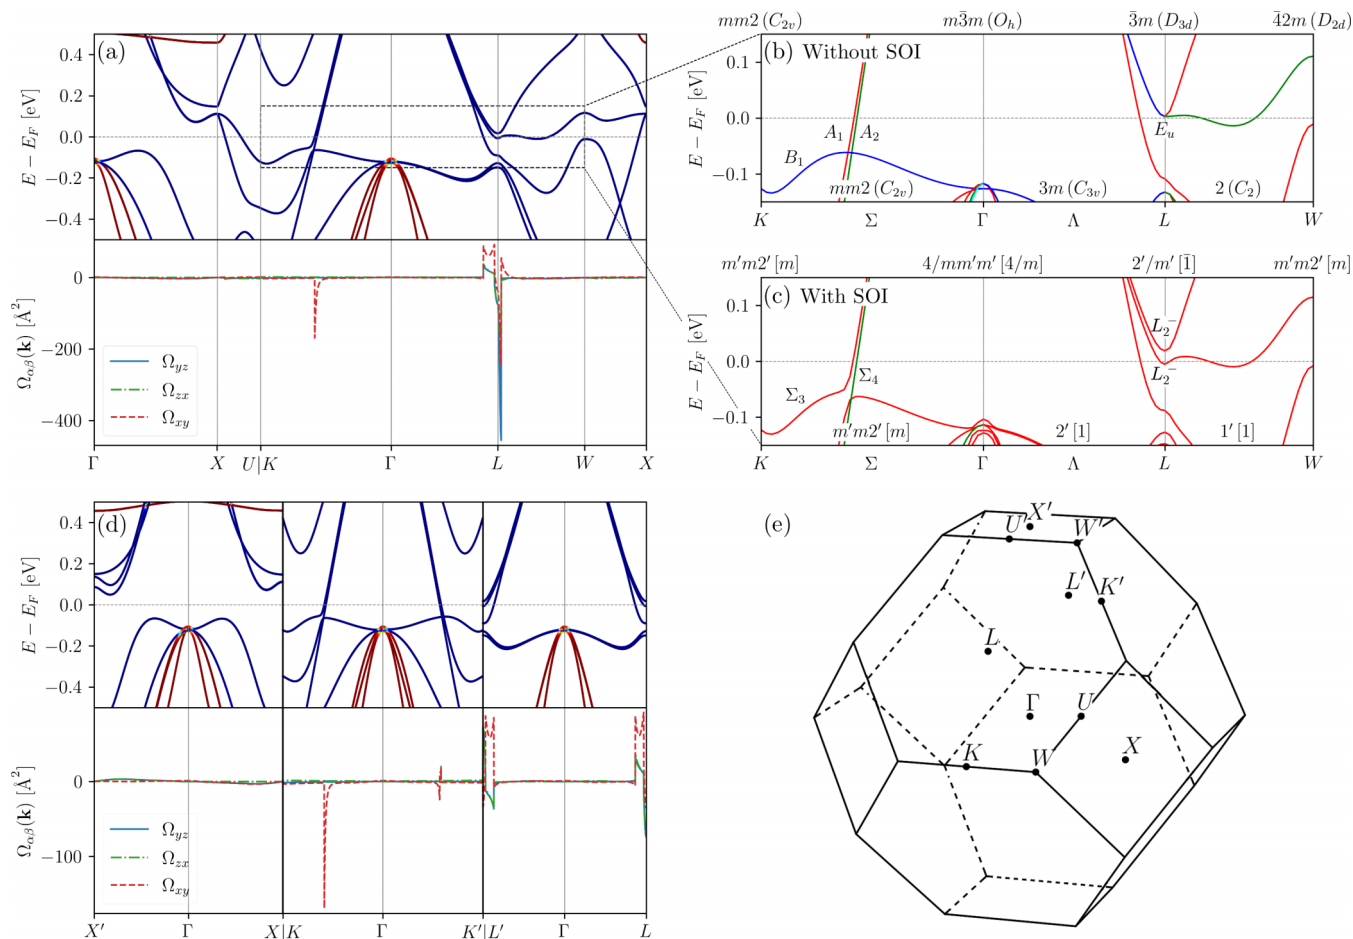 (a)
E − E_F [eV]
0.4
0.2
0.0
−0.2
−0.4
Ω_αβ(k) [Å²]
0
−200
−400
Ω_yz
Ω_zx
Ω_xy
Γ X U|K Γ L W X
mm2 (C_2v) m3̄m (O_h) 3̄m (D_3d) 4̄2m (D_2d)
(b) Without SOI
E − E_F [eV]
0.1
0.0
−0.1
A_1 A_2
E_u
B_1
mm2 (C_2v) 3m (C_3v) 2 (C_2)
K Σ Γ Λ L W
m′m2′ [m] 4/mm′m′ [4/m] 2′/m′ [1̄] m′m2′ [m]
(c) With SOI
E − E_F [eV]
0.1
0.0
−0.1
L_2^−
L_2^−
Σ_3 Σ_4
m′m2′ [m] 2′ [1] 1′ [1]
K Σ Γ Λ L W
(d)
E − E_F [eV]
0.4
0.2
0.0
−0.2
−0.4
Ω_αβ(k) [Å²]
0
−100
Ω_yz
Ω_zx
Ω_xy
X′ Γ X|K Γ K′|L′ Γ L
(e)
X′
U′ W′
L′ K′
L
Γ U
K W X